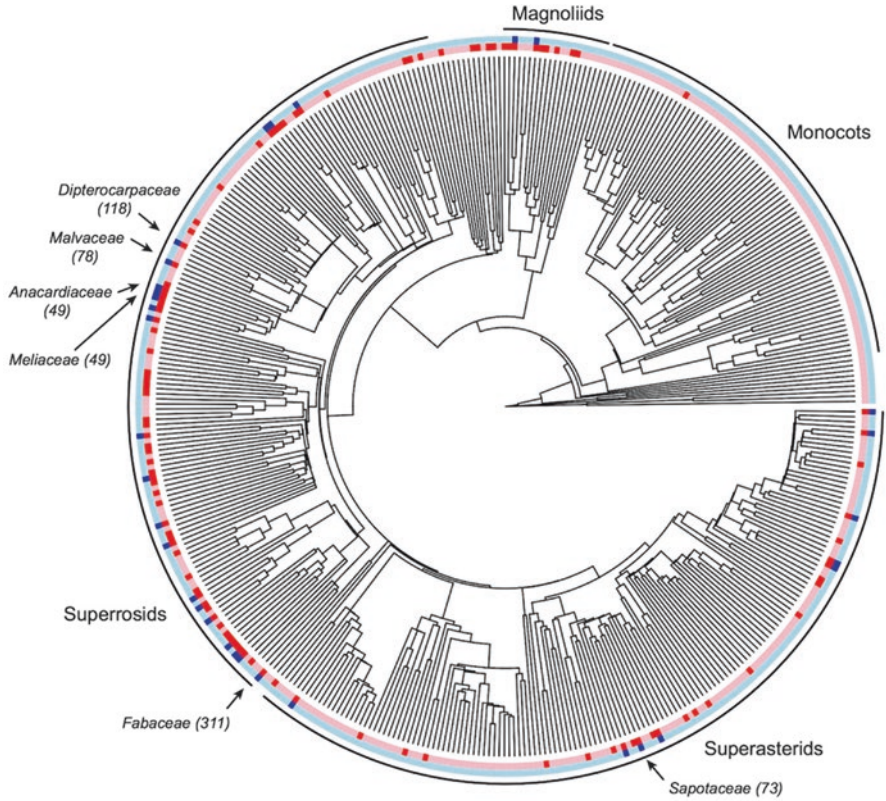 Magnoliids
Monocots
Dipterocarpaceae
(118)
Malvaceae
(78)
Anacardiaceae
(49)
Meliaceae (49)
Superrosids
Fabaceae (311)
Superasterids
Sapotaceae (73)